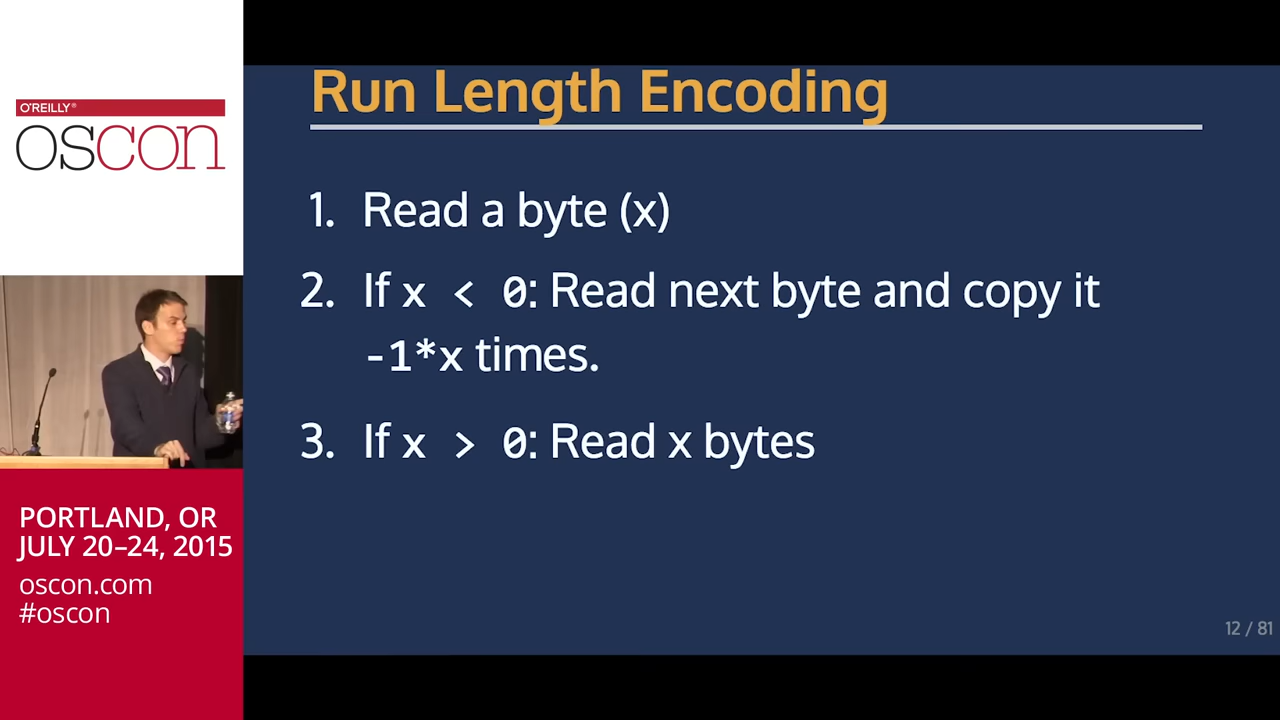 O'REILLY®
oscon
PORTLAND, OR
JULY 20–24, 2015
oscon.com
#oscon
Run Length Encoding
1. Read a byte (x)
2. If x < 0: Read next byte and copy it
-1*x times.
3. If x > 0: Read x bytes
12 / 81